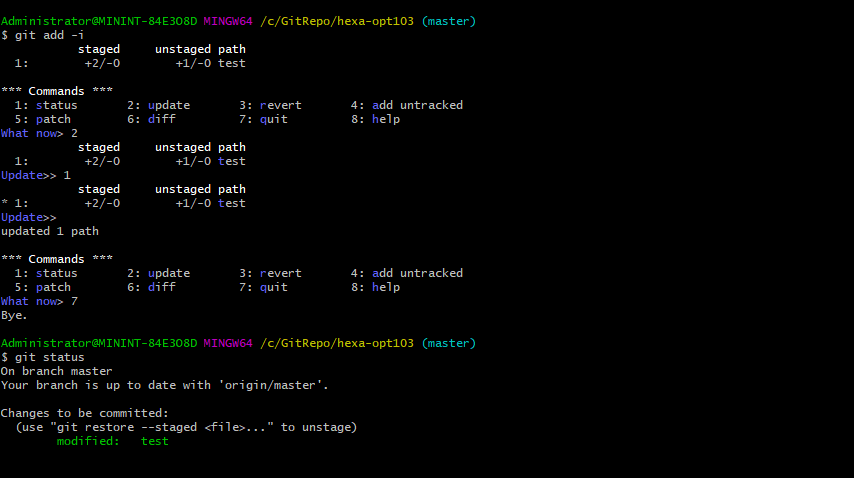 Administrator@MININT-84E3O8D MINGW64 /c/GitRepo/hexa-opt103 (master)
$ git add -i
           staged     unstaged path
  1:        +2/-0        +1/-0 test

*** Commands ***
  1: status       2: update       3: revert       4: add untracked
  5: patch        6: diff         7: quit         8: help
What now> 2
           staged     unstaged path
  1:        +2/-0        +1/-0 test
Update>> 1
           staged     unstaged path
* 1:        +2/-0        +1/-0 test
Update>>
updated 1 path

*** Commands ***
  1: status       2: update       3: revert       4: add untracked
  5: patch        6: diff         7: quit         8: help
What now> 7
Bye.

Administrator@MININT-84E3O8D MINGW64 /c/GitRepo/hexa-opt103 (master)
$ git status
On branch master
Your branch is up to date with 'origin/master'.

Changes to be committed:
  (use "git restore --staged <file>..." to unstage)
        modified:   test